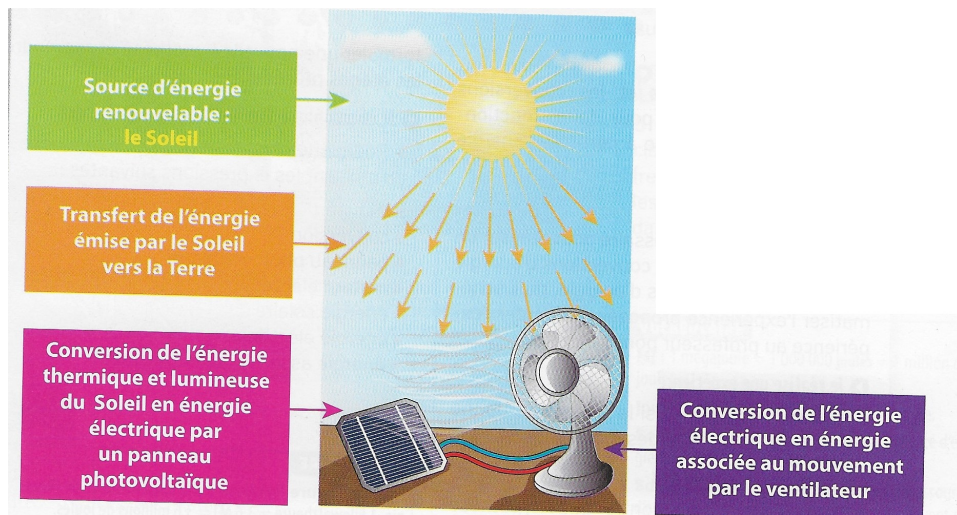 Source d'énergie
renouvelable :
le Soleil
Transfert de l'énergie
émise par le Soleil
vers la Terre
Conversion de l'énergie
thermique et lumineuse
du Soleil en énergie
électrique par
un panneau
photovoltaïque
Conversion de l'énergie
électrique en énergie
associée au mouvement
par le ventilateur